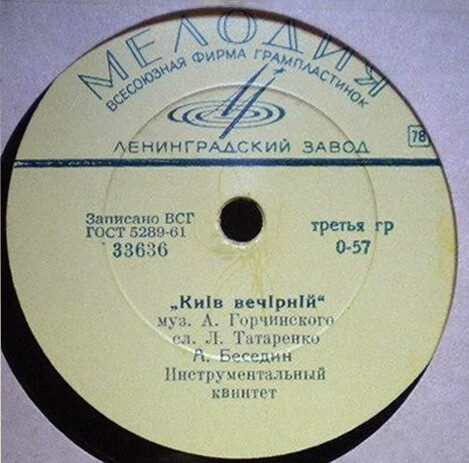 МЕЛОДИЯ
ВСЕСОЮЗНАЯ ФИРМА ГРАМПЛАСТИНОК
ЛЕНИНГРАДСКИЙ ЗАВОД
78
Записано ВСГ
ГОСТ 5289-61
33636
третья гр
0-57
„КиІв вечІрнІй“
муз. А. Горчинского
сл. Л. Татаренко
А. Беседин
Инструментальный
квинтет